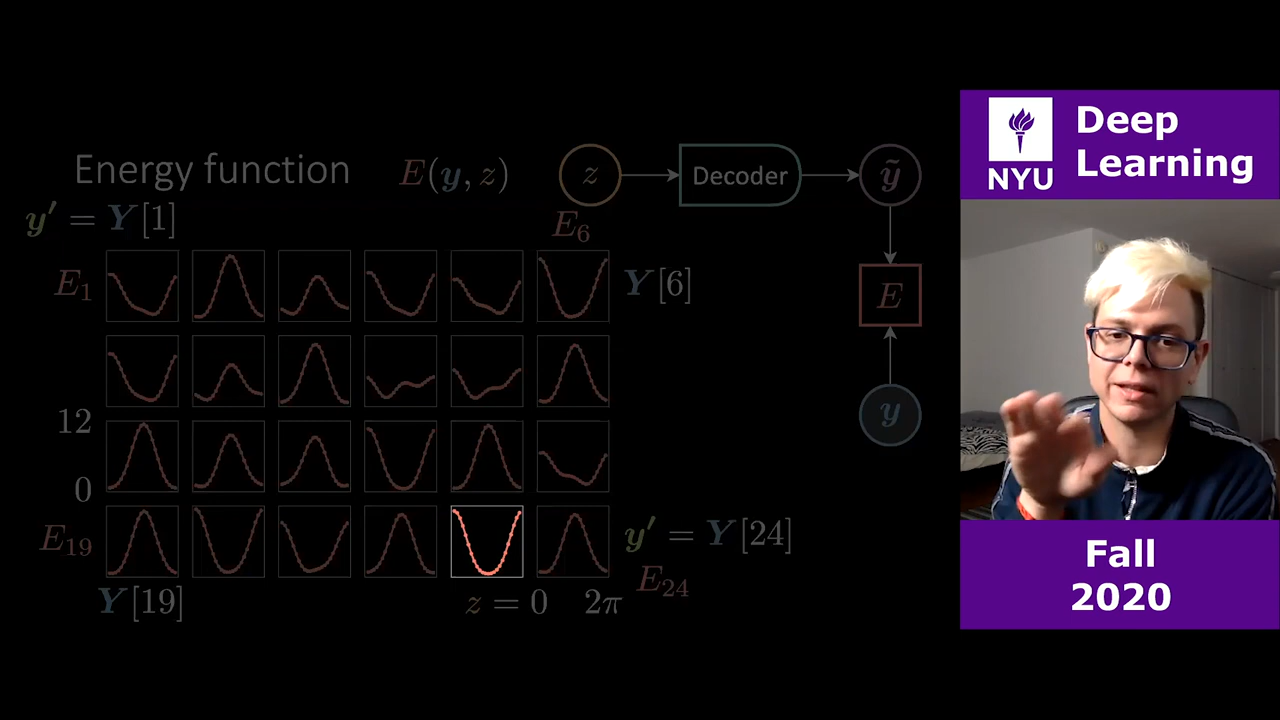 Energy function E(y, z) z Decoder ỹ
y′ = Y[1]
E₆
E₁ Y[6]
E
12
y
0
E₁₉ y′ = Y[24]
E₂₄
Y[19] z = 0 2π
NYU
Deep
Learning
Fall
2020